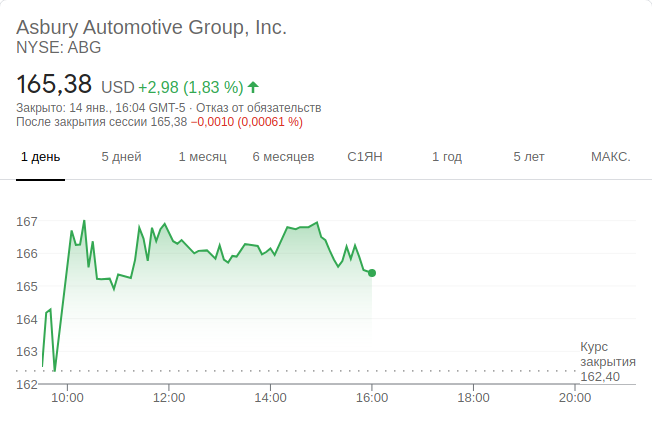 Asbury Automotive Group, Inc.
NYSE: ABG
165,38 USD +2,98 (1,83 %)
Закрыто: 14 янв., 16:04 GMT-5 · Отказ от обязательств
После закрытия сессии 165,38 −0,0010 (0,00061 %)
1 день 5 дней 1 месяц 6 месяцев С1ЯН 1 год 5 лет МАКС.
167
166
165
164
163
162
Курс
закрытия
162,40
10:00 12:00 14:00 16:00 18:00 20:00